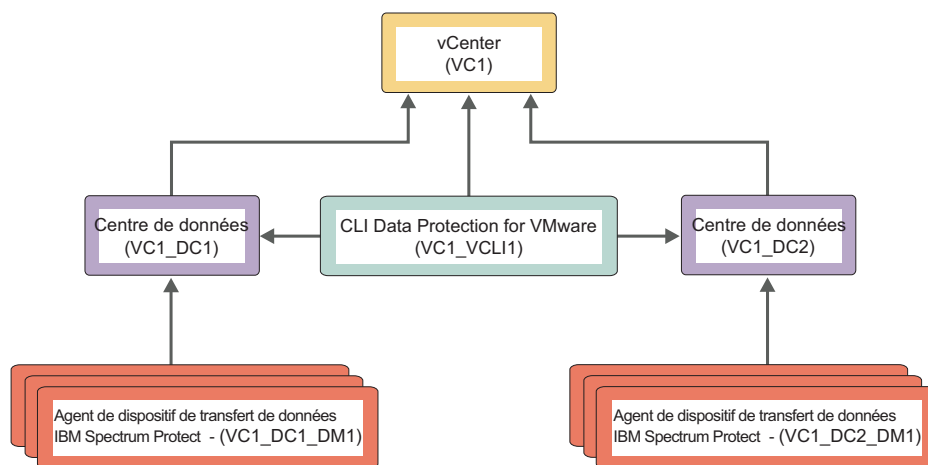 vCenter
(VC1)
Centre de données
(VC1_DC1)
CLI Data Protection for VMware
(VC1_VCLI1)
Centre de données
(VC1_DC2)
Agent de dispositif de transfert de données
IBM Spectrum Protect - (VC1_DC1_DM1)
Agent de dispositif de transfert de données
IBM Spectrum Protect - (VC1_DC2_DM1)